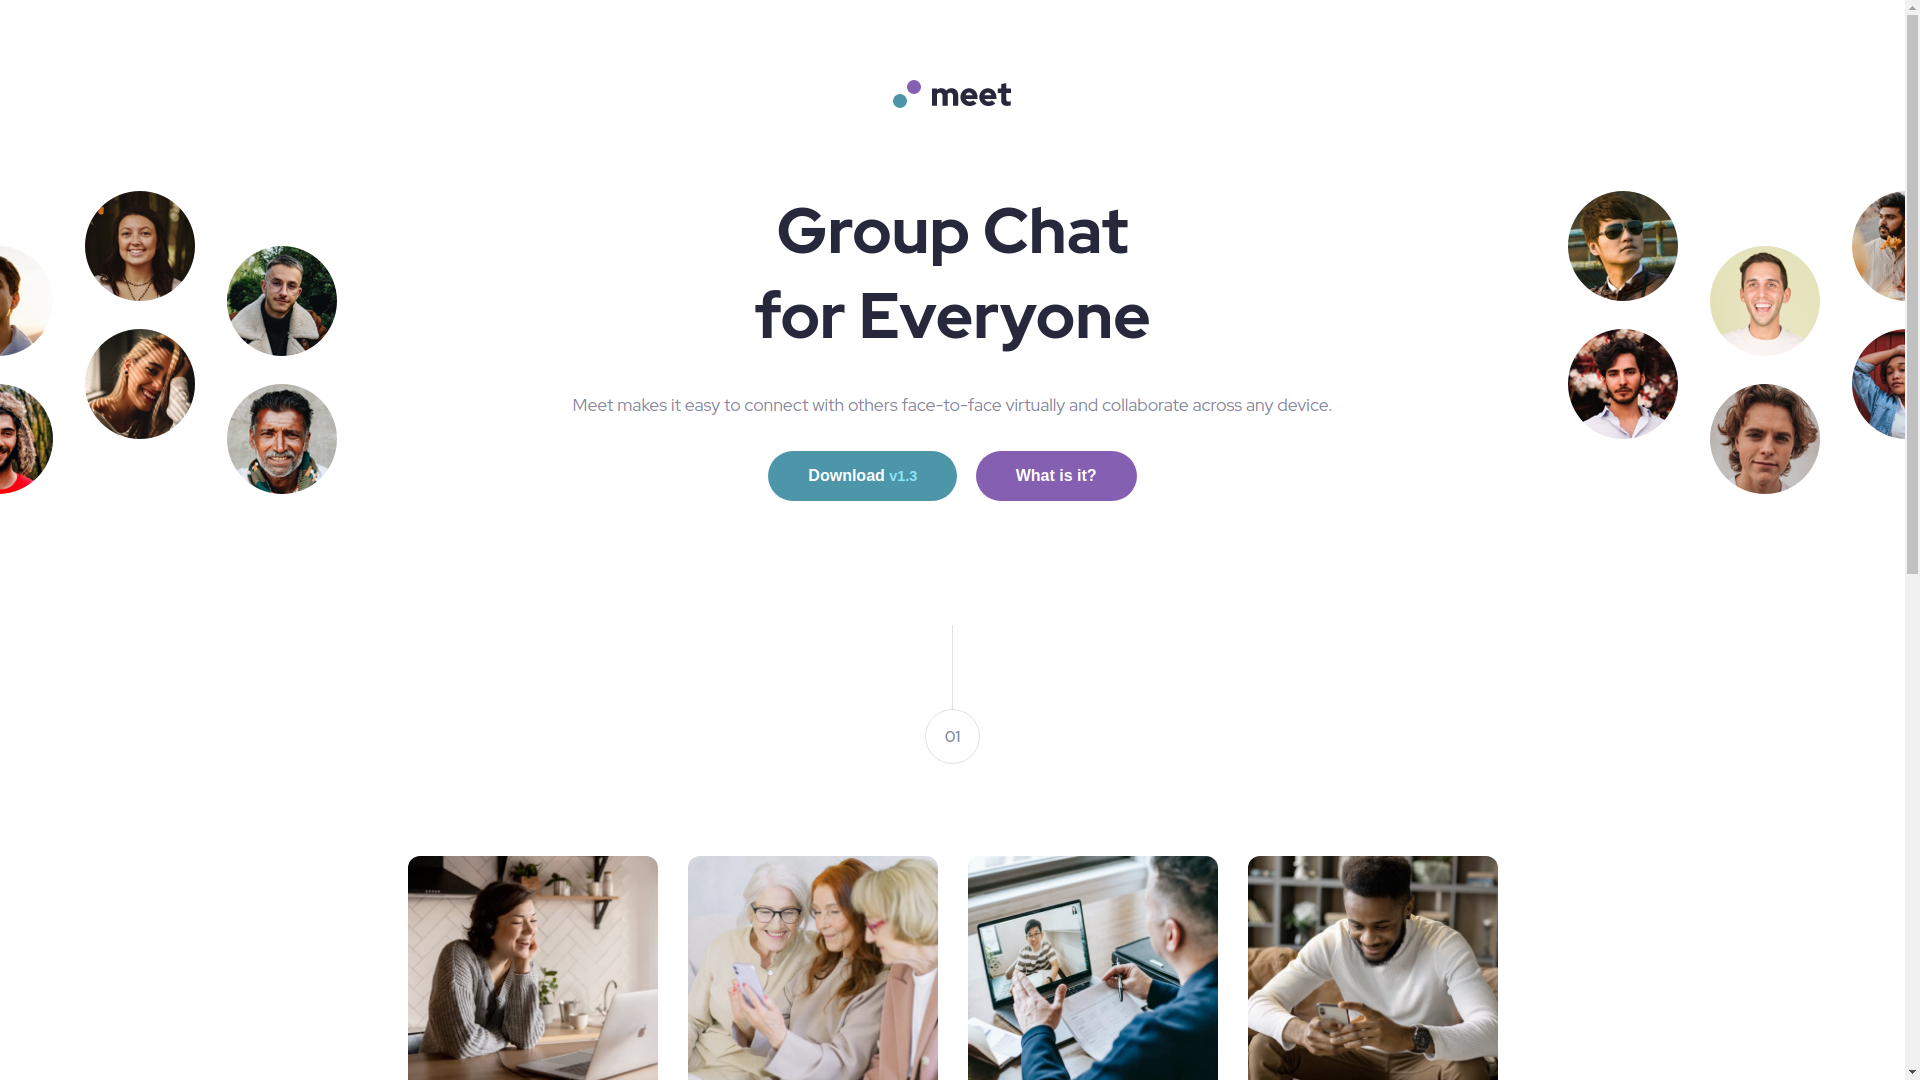 meet
Group Chat
for Everyone
Meet makes it easy to connect with others face-to-face virtually and collaborate across any device.
Download v1.3
What is it?
01